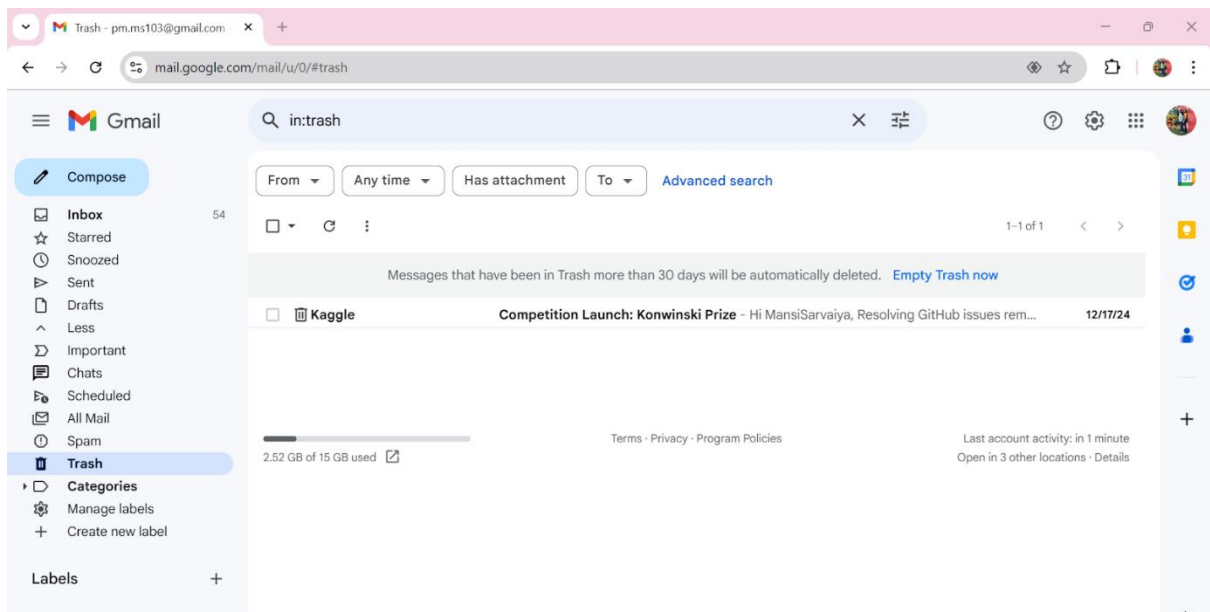 Trash - pm.ms103@gmail.com -
mail.google.com/mail/u/0/#trash
Gmail
in:trash
Compose
From
Any time
Has attachment
To
Advanced search
Inbox 54
Starred
1–1 of 1
Snoozed
Sent
Messages that have been in Trash more than 30 days will be automatically deleted. Empty Trash now
Drafts
Kaggle Competition Launch: Konwinski Prize - Hi MansiSarvaiya, Resolving GitHub issues rem... 12/17/24
Less
Important
Chats
Scheduled
All Mail
Spam
Trash
Categories
Manage labels
Create new label
Labels
2.52 GB of 15 GB used
Terms · Privacy · Program Policies
Last account activity: in 1 minute
Open in 3 other locations · Details
31